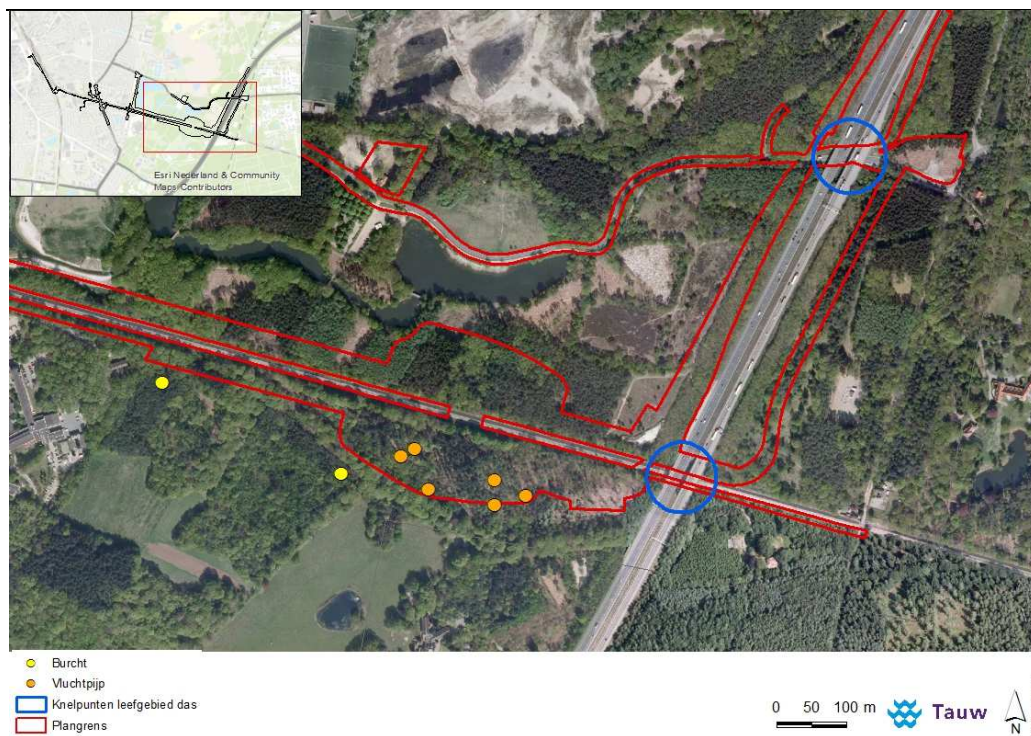 Esri Nederland & Community
Maps Contributors
Burcht
Vluchtpijp
Knelpunten leefgebied das
Plangrens
0 50 100 m
Tauw
N